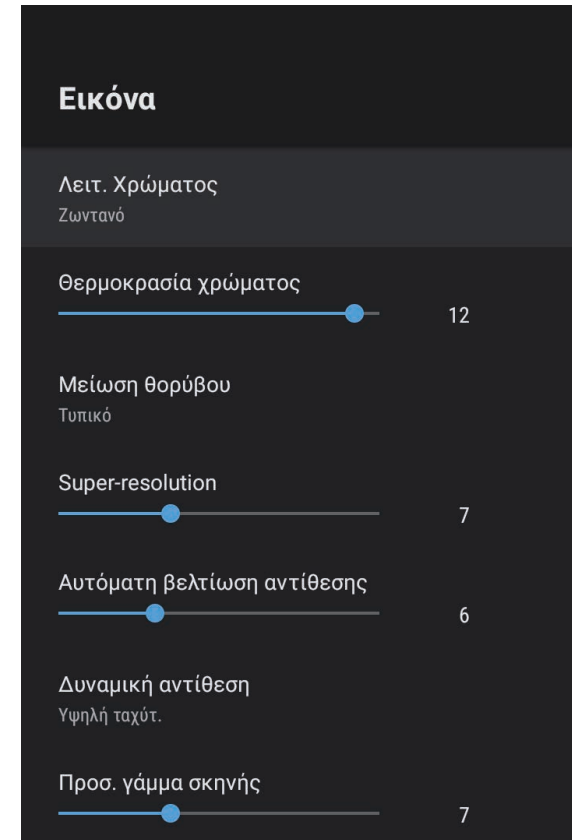 Εικόνα
Λειτ. Χρώματος
Ζωντανό
Θερμοκρασία χρώματος
12
Μείωση θορύβου
Τυπικό
Super-resolution
7
Αυτόματη βελτίωση αντίθεσης
6
Δυναμική αντίθεση
Υψηλή ταχύτ.
Προσ. γάμμα σκηνής
7